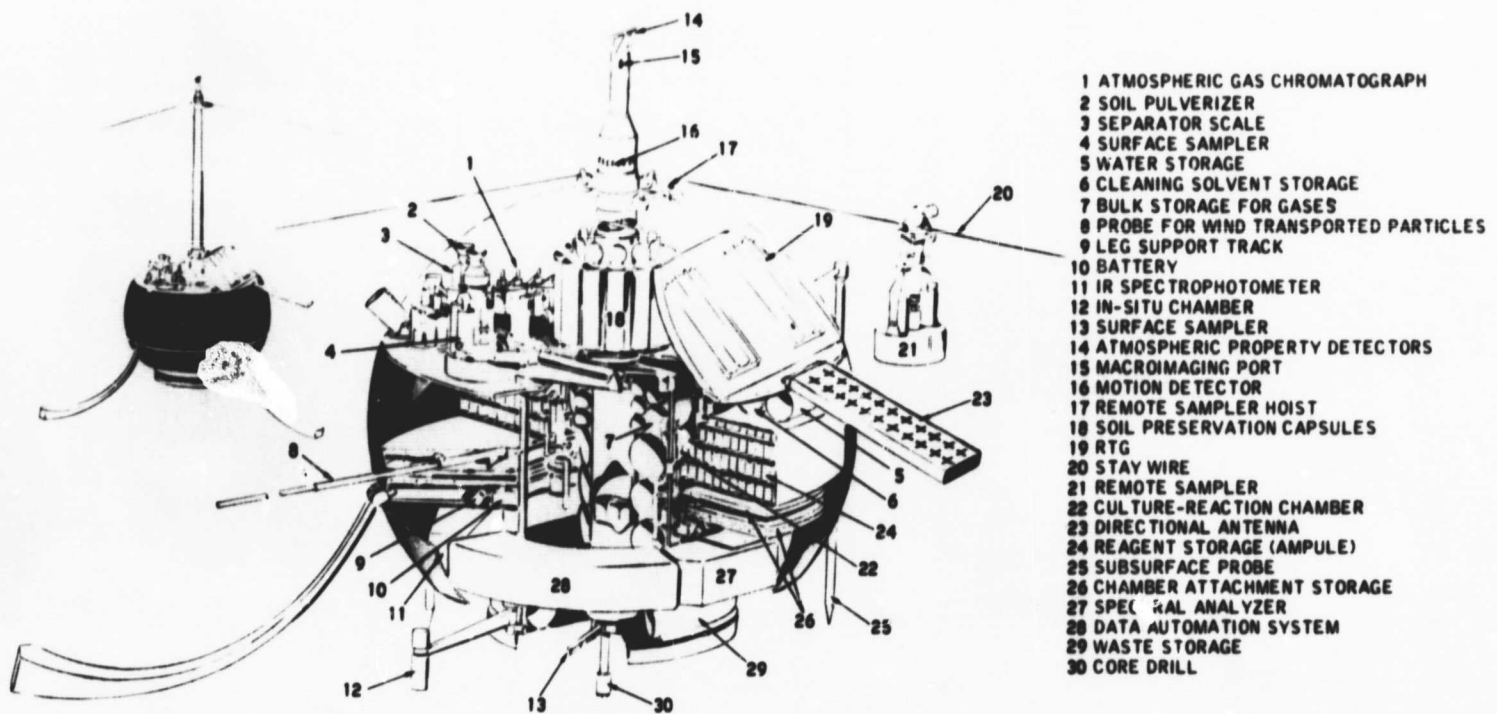 14
15
16
17
1
20
2
19
3
18
4
21
23
7
8
5
6
24
9
22
10
11
28
27
26
25
29
12
13
30
1 ATMOSPHERIC GAS CHROMATOGRAPH
2 SOIL PULVERIZER
3 SEPARATOR SCALE
4 SURFACE SAMPLER
5 WATER STORAGE
6 CLEANING SOLVENT STORAGE
7 BULK STORAGE FOR GASES
8 PROBE FOR WIND TRANSPORTED PARTICLES
9 LEG SUPPORT TRACK
10 BATTERY
11 IR SPECTROPHOTOMETER
12 IN-SITU CHAMBER
13 SURFACE SAMPLER
14 ATMOSPHERIC PROPERTY DETECTORS
15 MACROIMAGING PORT
16 MOTION DETECTOR
17 REMOTE SAMPLER HOIST
18 SOIL PRESERVATION CAPSULES
19 RTG
20 STAY WIRE
21 REMOTE SAMPLER
22 CULTURE-REACTION CHAMBER
23 DIRECTIONAL ANTENNA
24 REAGENT STORAGE (AMPULE)
25 SUBSURFACE PROBE
26 CHAMBER ATTACHMENT STORAGE
27 SPEC RAL ANALYZER
28 DATA AUTOMATION SYSTEM
29 WASTE STORAGE
30 CORE DRILL